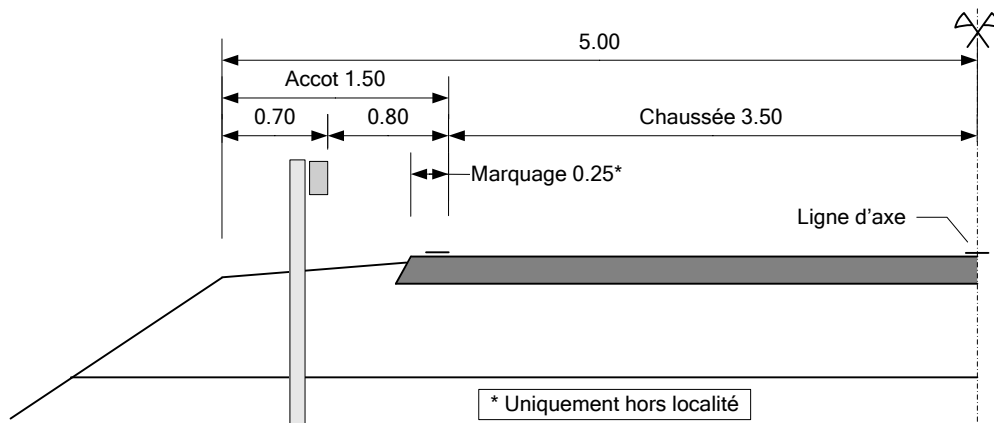 5.00
Accot 1.50
0.70
0.80
Chaussée 3.50
Marquage 0.25*
Ligne d'axe
* Uniquement hors localité